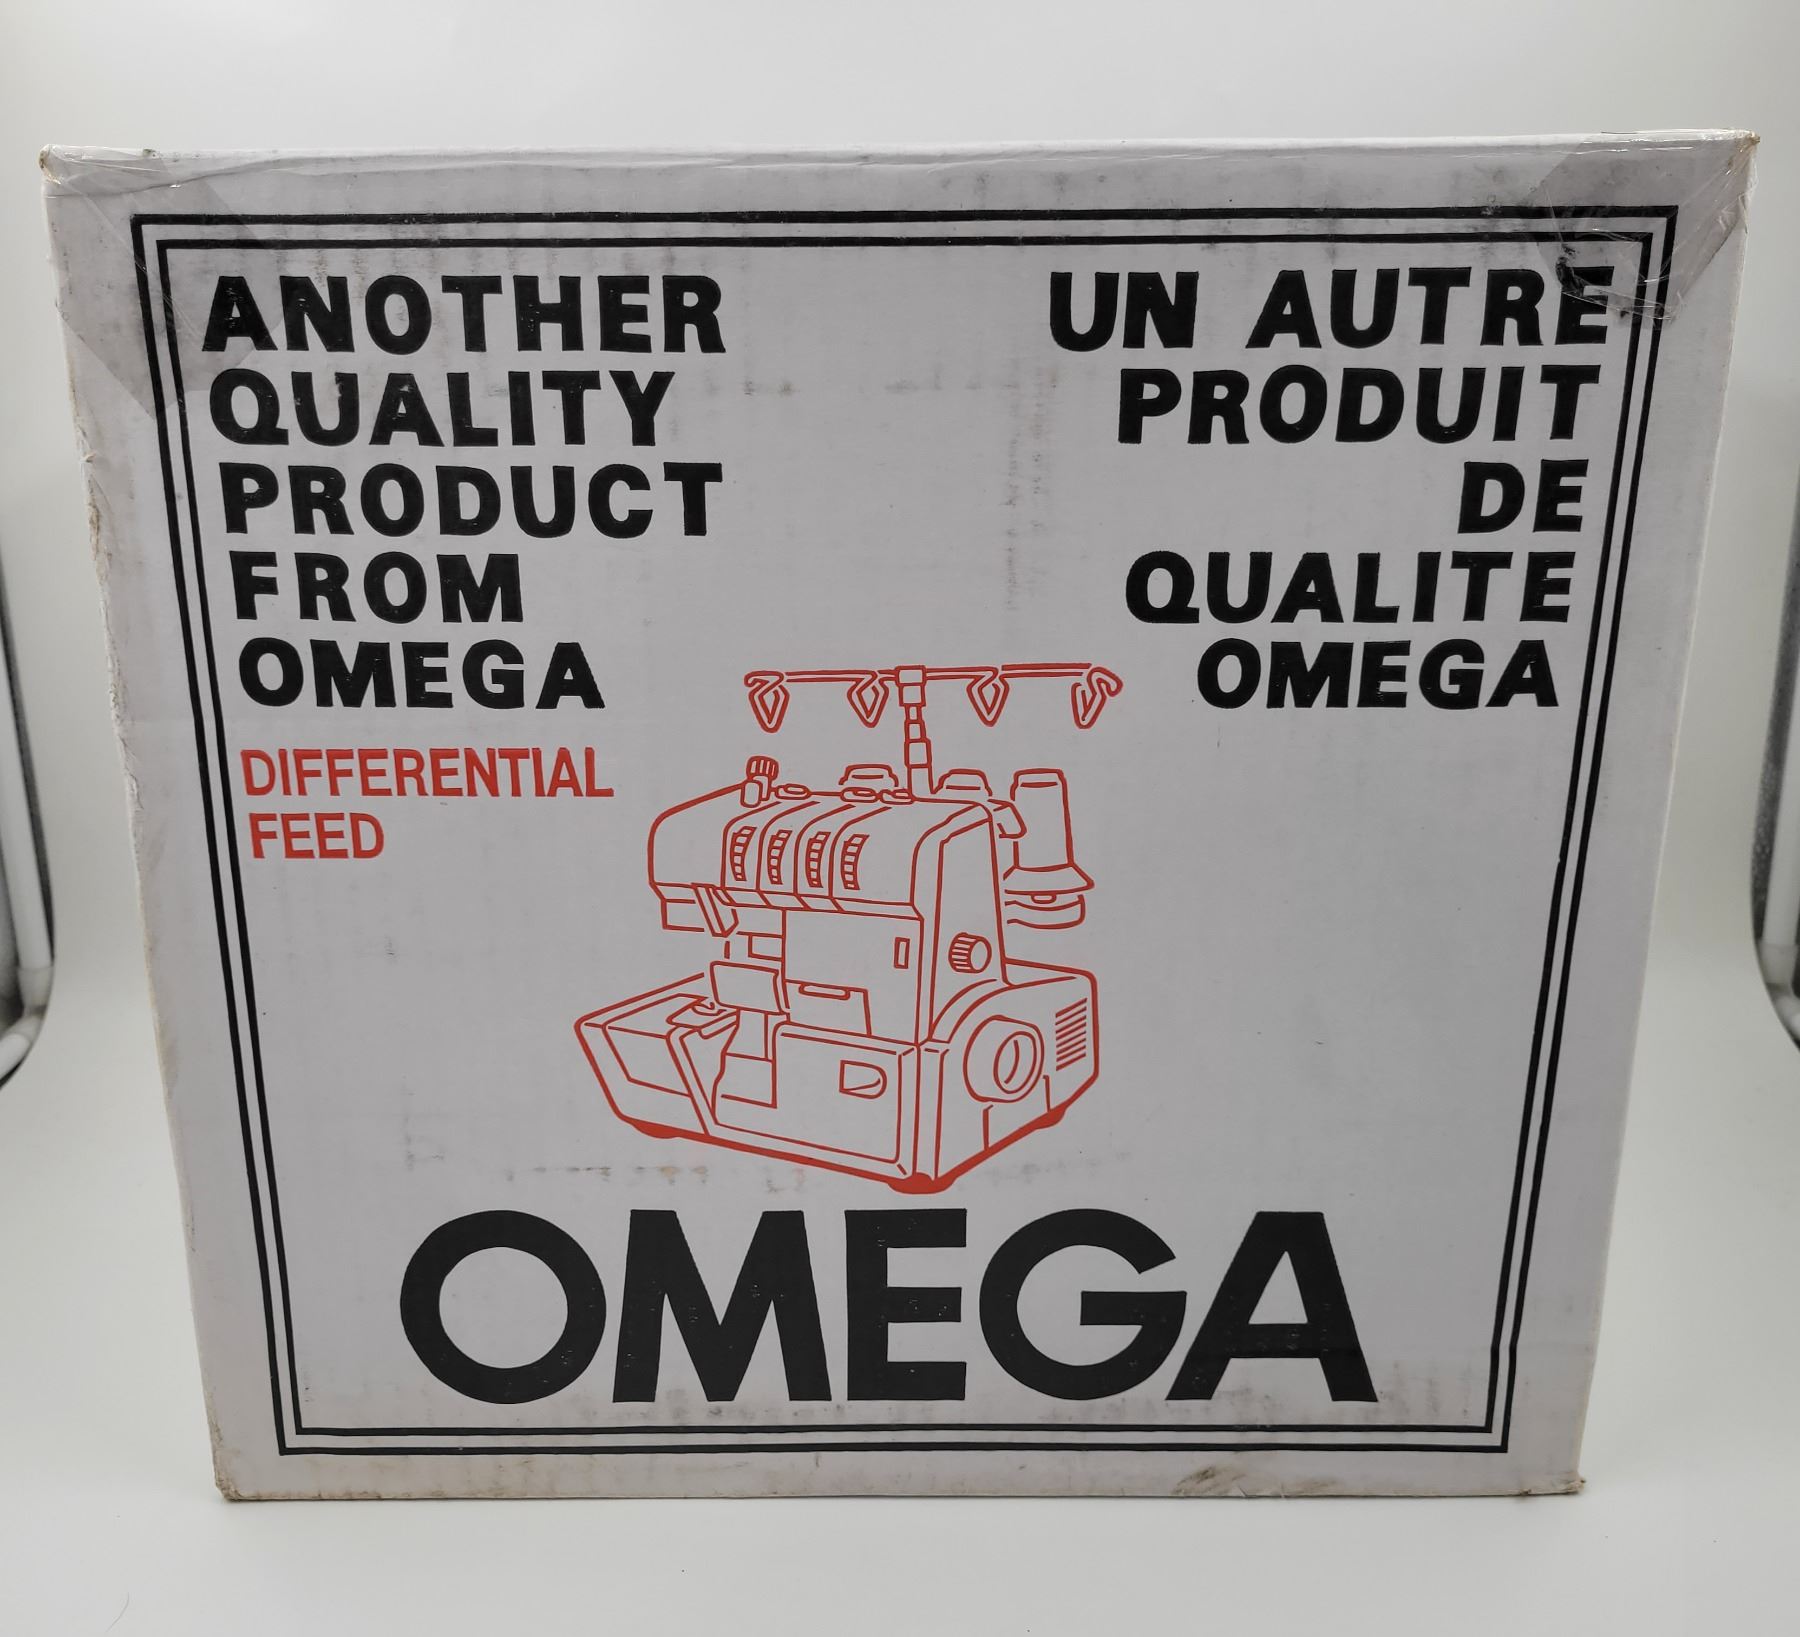 ANOTHER
QUALITY
PRODUCT
FROM
OMEGA
DIFFERENTIAL
FEED
UN AUTRE
PRODUIT
DE
QUALITE
OMEGA
OMEGA